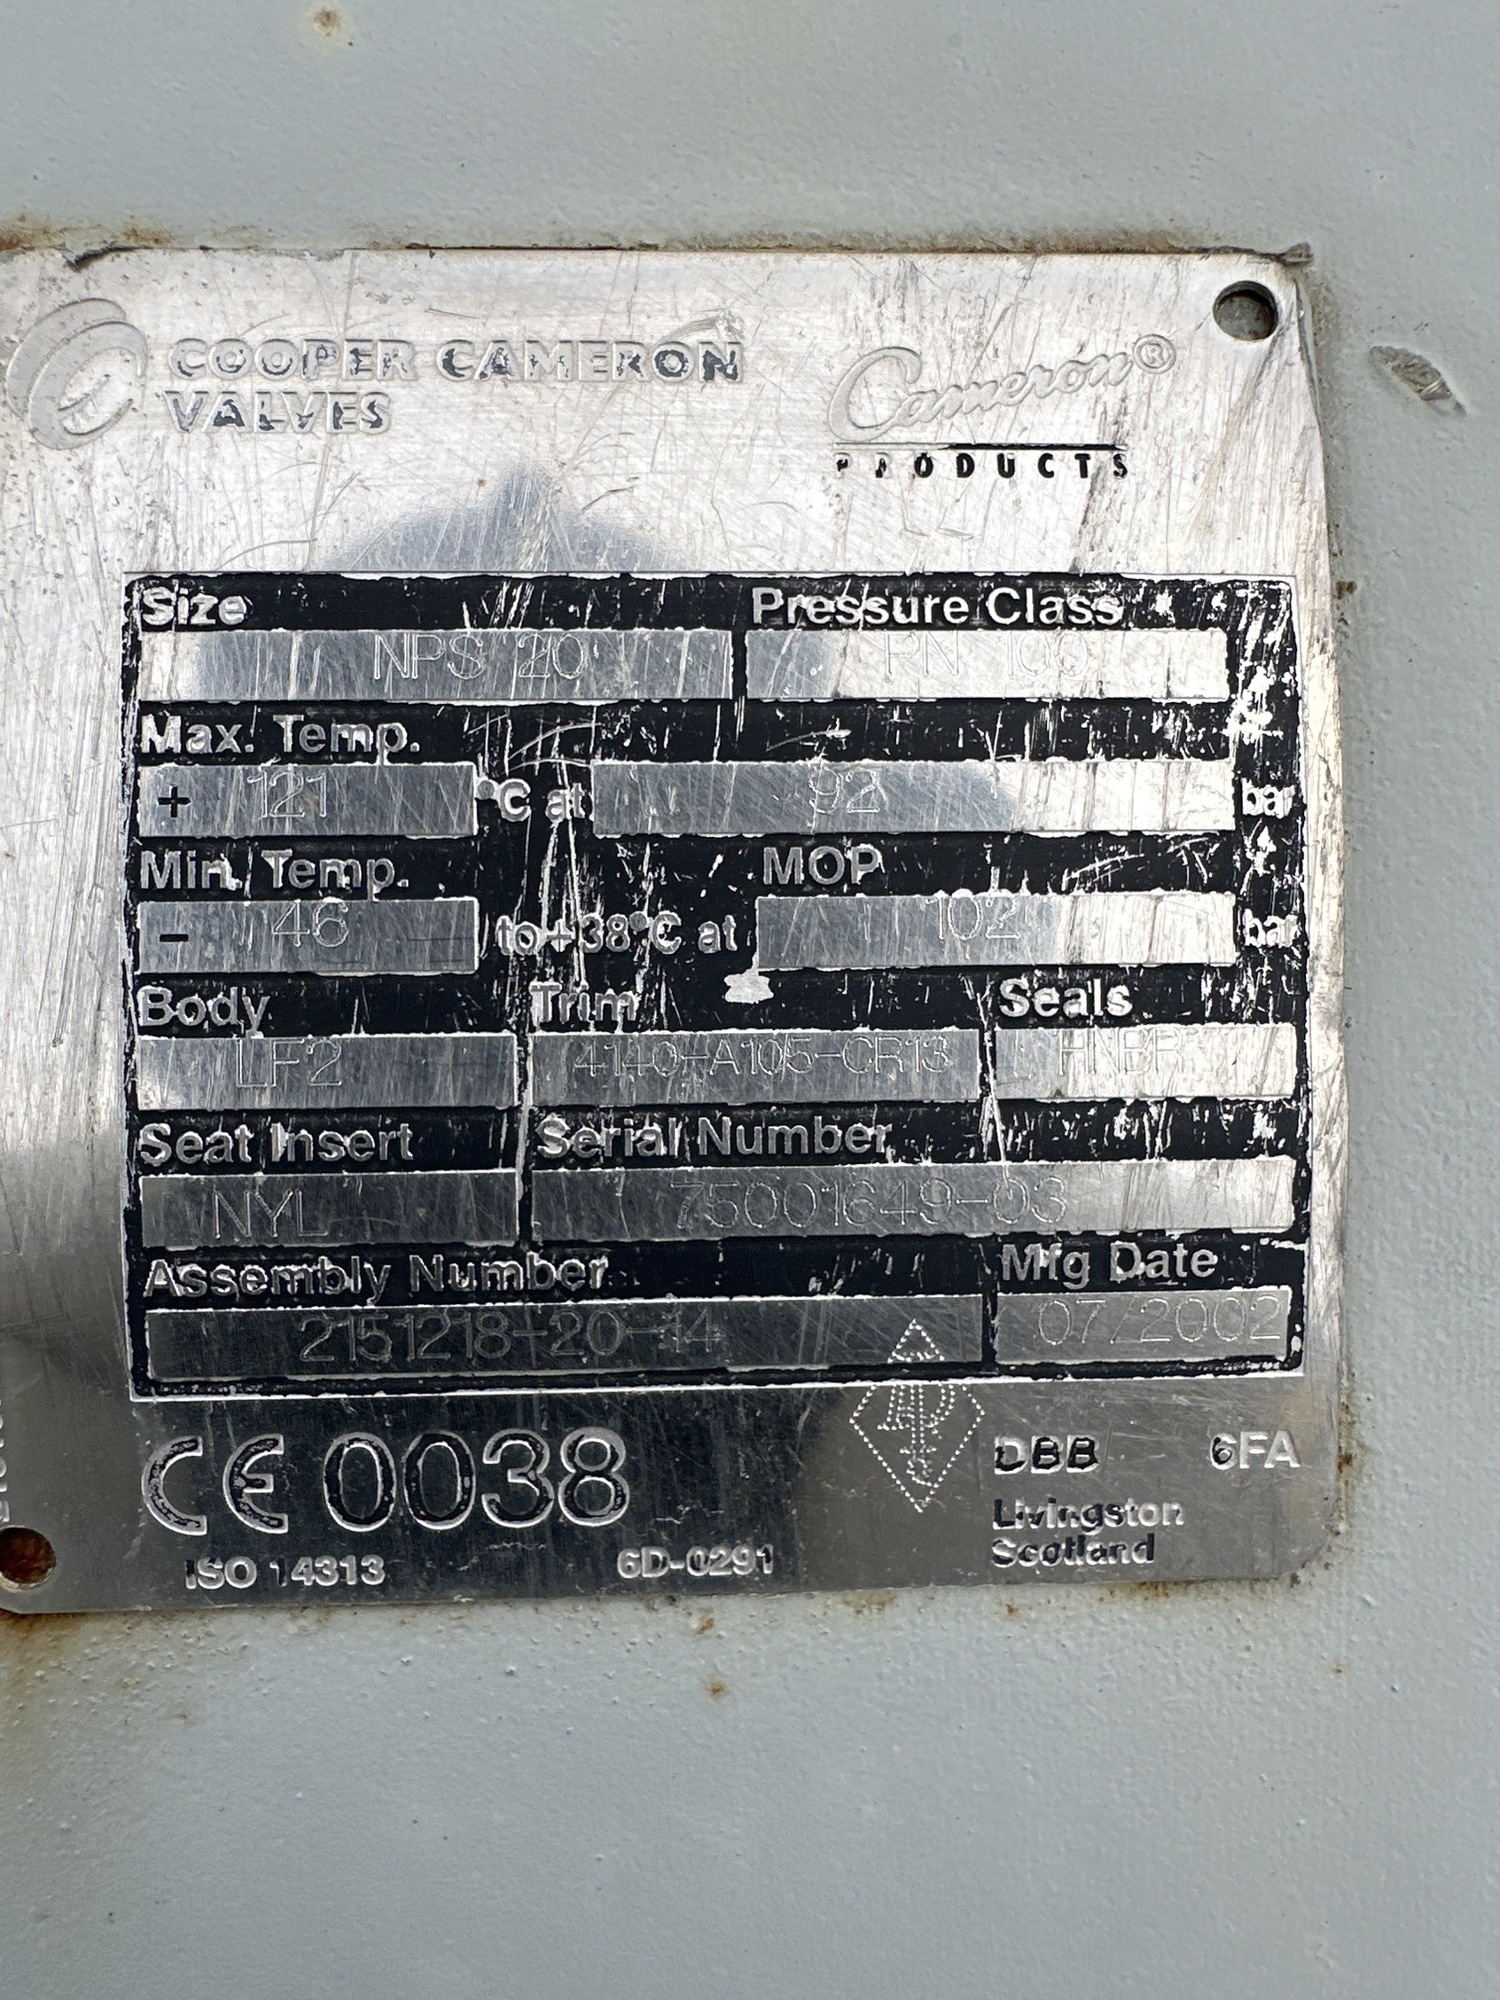 COOPER CAMERON
VALVES
Cameron®
PRODUCTS
Size Pressure Class
NPS 20 PN 100
Max. Temp.
+ 121 °C at 92 bar
Min. Temp. MOP
- 46 to +38°C at 102 bar
Body Trim Seals
LF2 4140-A105-CR13 HNBR
Seat Insert Serial Number
NYL 75001649-03
Assembly Number Mfg Date
2151218-20-14 07/2002
CE 0038 API DBB 6FA
Livingston
Scotland
ISO 14313 6D-0291